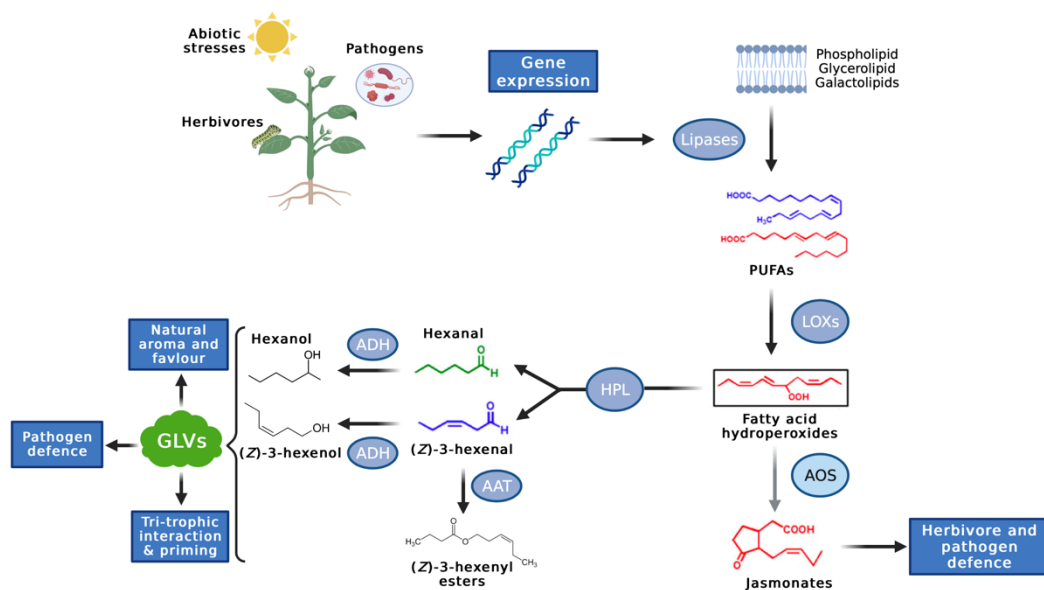 Abiotic
stresses
Pathogens
Herbivores
Gene
expression
Lipases
Phospholipid
Glycerolipid
Galactolipids
HOOC
H₃C
HOOC
PUFAs
LOXs
OOH
Fatty acid
hydroperoxides
HPL
AOS
COOH
O
Jasmonates
Herbivore and
pathogen
defence
Hexanal
O
H
ADH
Hexanol
OH
(Z)-3-hexenal
O
H
ADH
OH
(Z)-3-hexenol
AAT
O
H₃C
O
CH₃
(Z)-3-hexenyl
esters
Natural
aroma and
favlour
GLVs
Pathogen
defence
Tri-trophic
interaction
& priming